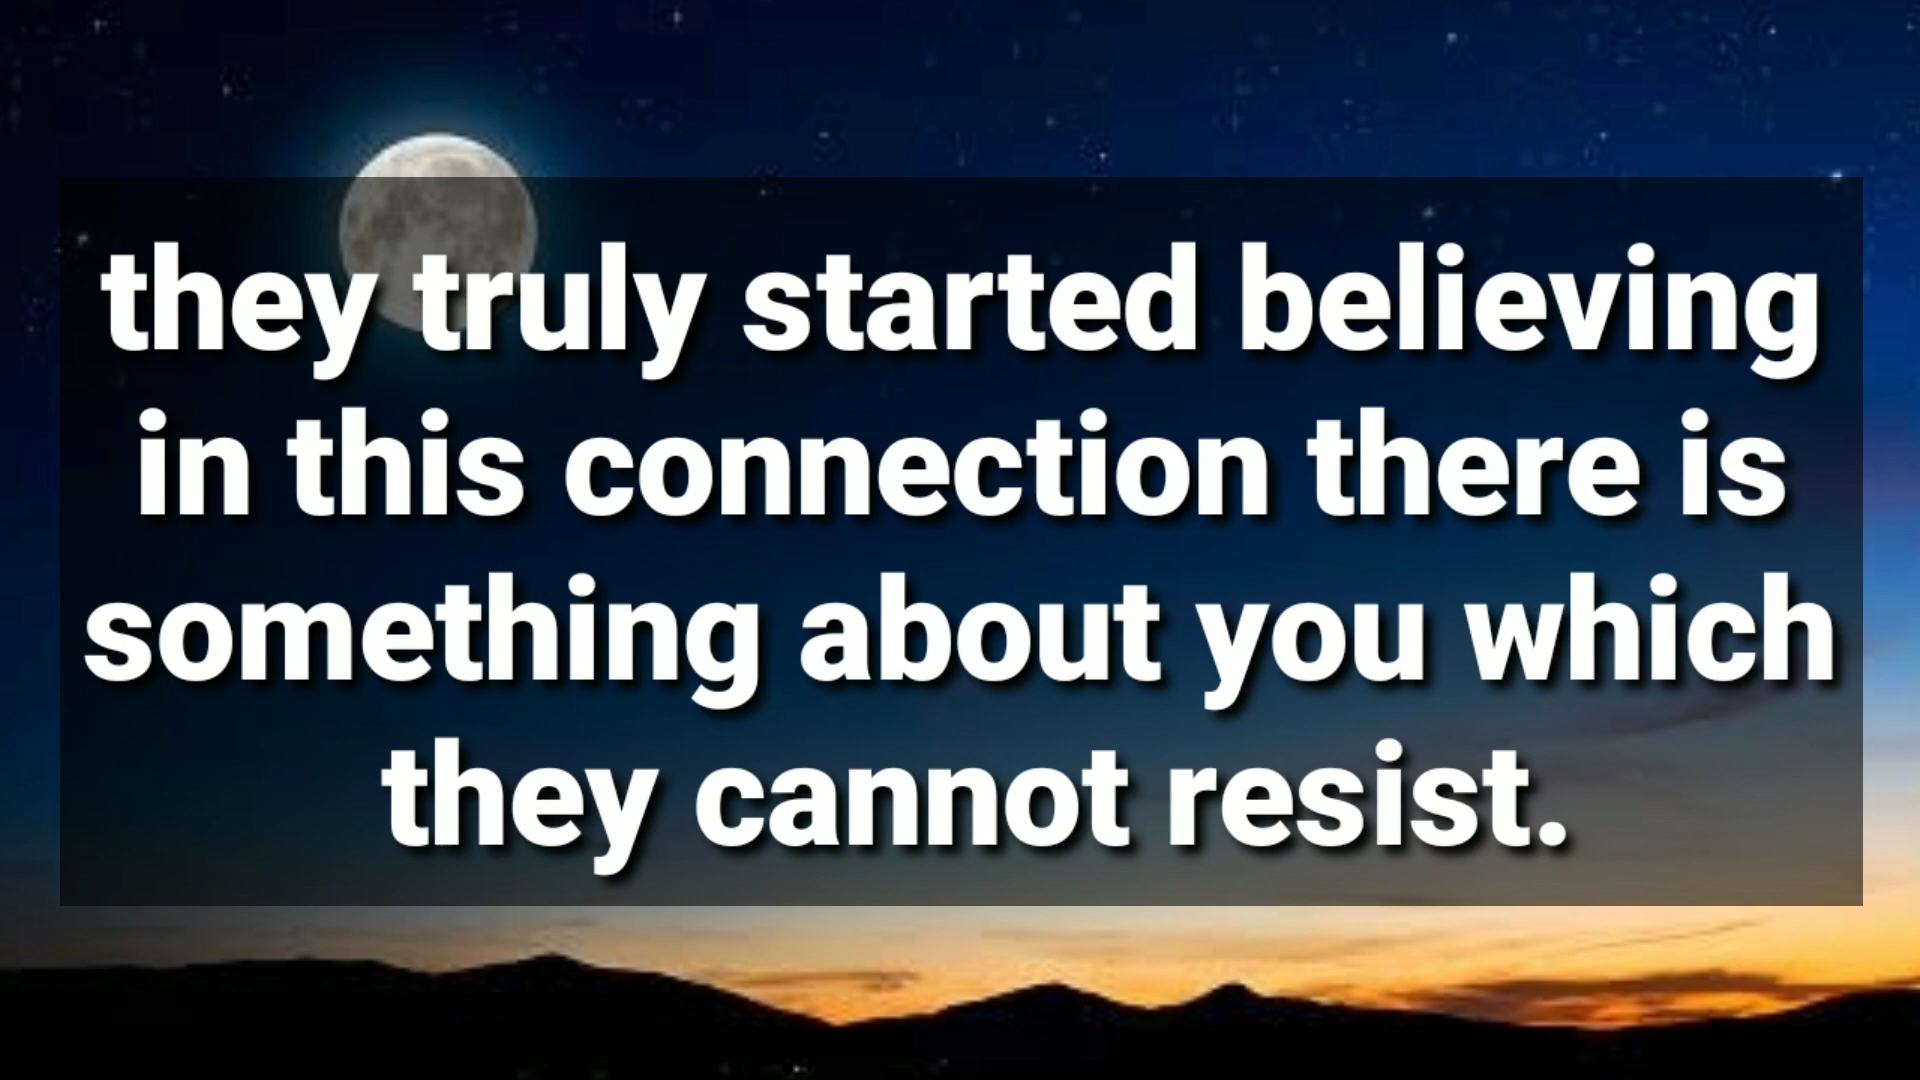 they truly started believing
in this connection there is
something about you which
they cannot resist.